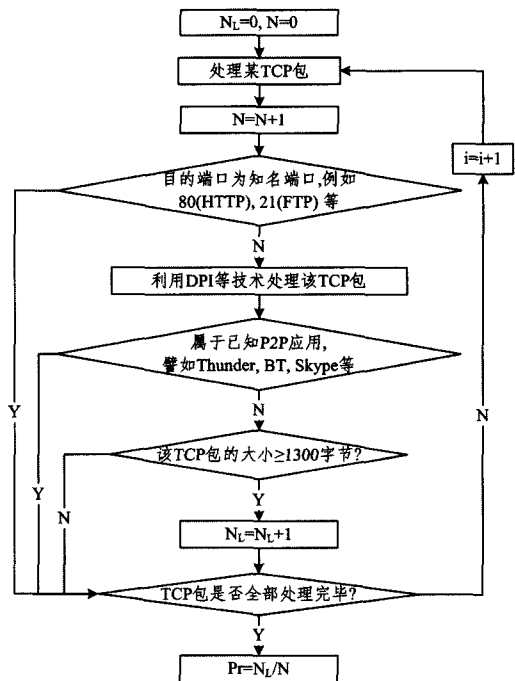 N_L=0, N=0
处理某TCP包
N=N+1
i=i+1
目的端口为知名端口,例如
80(HTTP), 21(FTP) 等
N
利用DPI等技术处理该TCP包
属于已知P2P应用,
譬如Thunder, BT, Skype等
Y
N
N
该TCP包的大小≥1300字节?
Y
N
Y
N_L=N_L+1
TCP包是否全部处理完毕?
Y
Pr=N_L/N